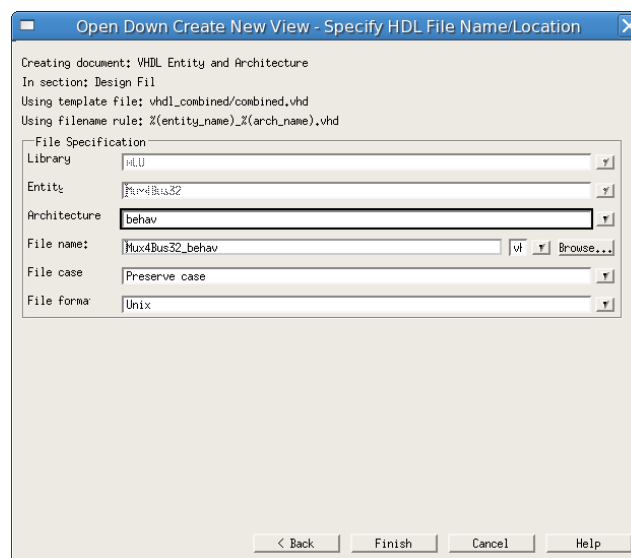 Open Down Create New View - Specify HDL File Name/Location
Creating document: VHDL Entity and Architecture
In section: Design Fil
Using template file: vhdl_combined/combined.vhd
Using filename rule: %(entity_name)_%(arch_name).vhd
File Specification
Library
Entity Mux4Bus32
Architecture behav
File name: Mux4Bus32_behav vh Browse...
File case Preserve case
File forma Unix
< Back Finish Cancel Help